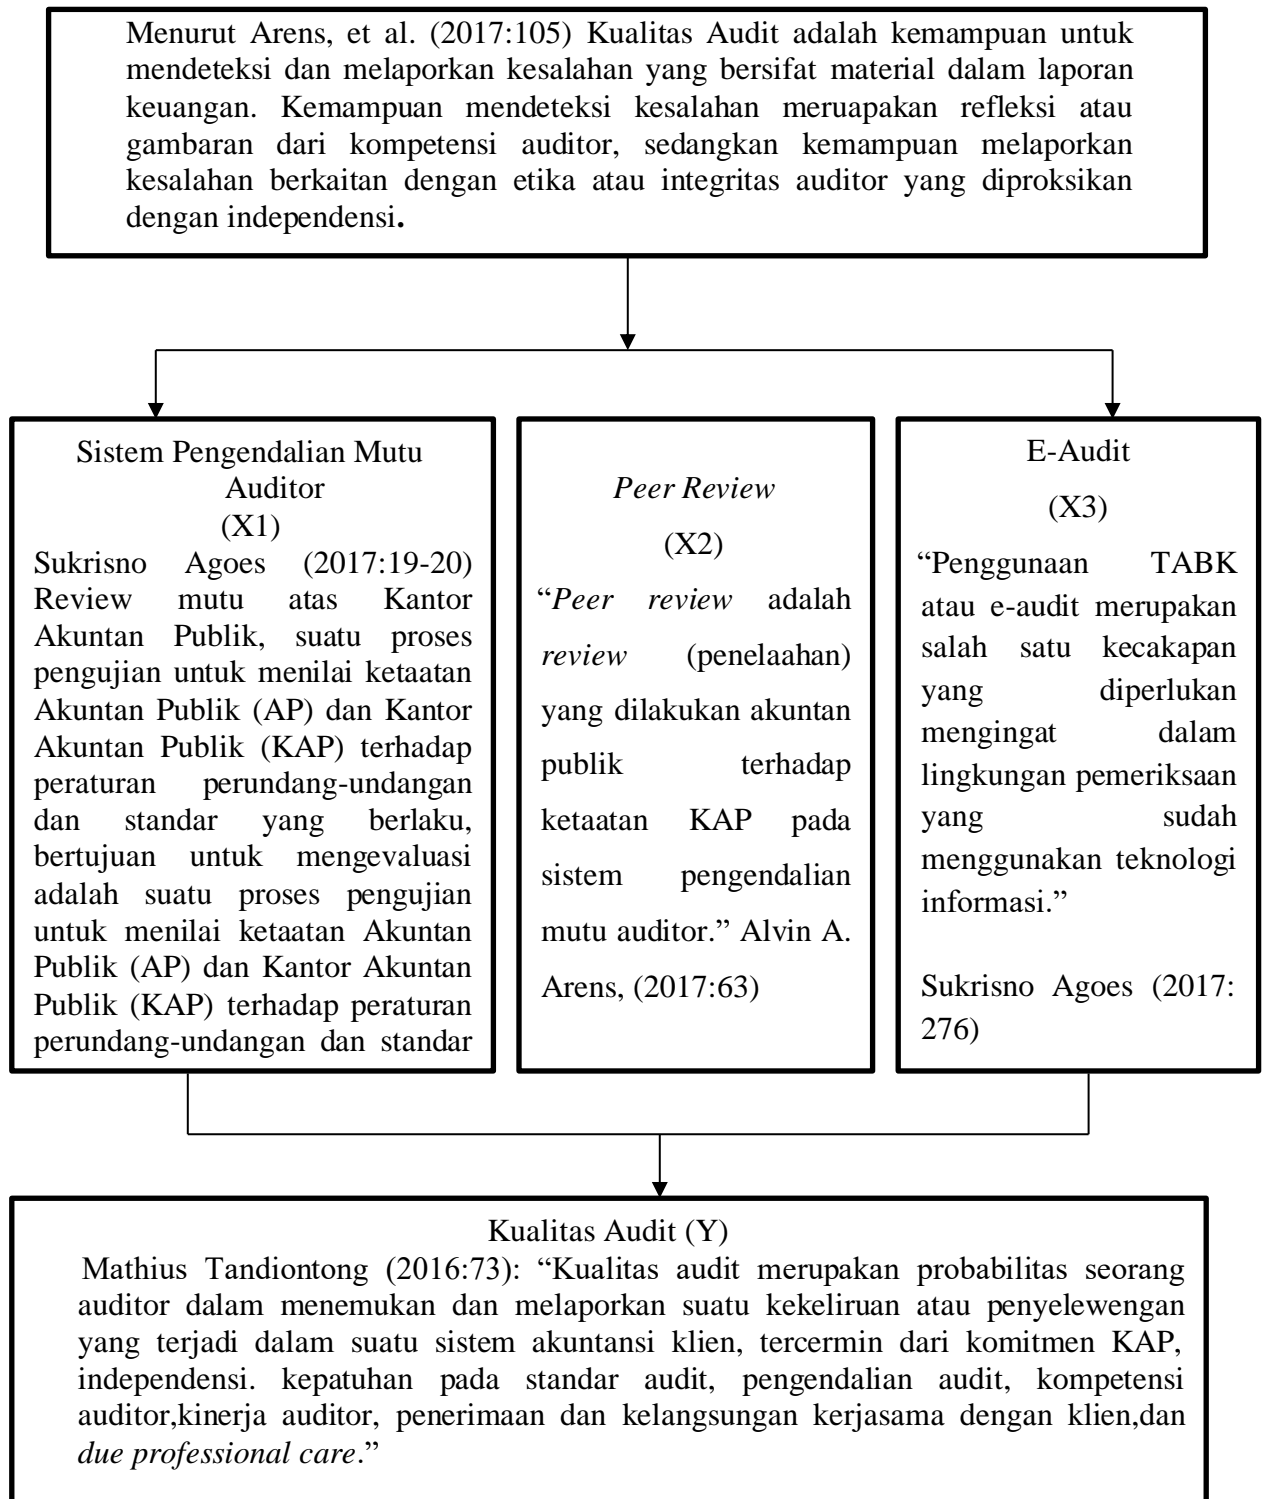 Menurut Arens, et al. (2017:105) Kualitas Audit adalah kemampuan untuk
mendeteksi dan melaporkan kesalahan yang bersifat material dalam laporan
keuangan. Kemampuan mendeteksi kesalahan meruapakan refleksi atau
gambaran dari kompetensi auditor, sedangkan kemampuan melaporkan
kesalahan berkaitan dengan etika atau integritas auditor yang diproksikan
dengan independensi.
Sistem Pengendalian Mutu
Auditor
(X1)
Sukrisno Agoes (2017:19-20)
Review mutu atas Kantor
Akuntan Publik, suatu proses
pengujian untuk menilai ketaatan
Akuntan Publik (AP) dan Kantor
Akuntan Publik (KAP) terhadap
peraturan perundang-undangan
dan standar yang berlaku,
bertujuan untuk mengevaluasi
adalah suatu proses pengujian
untuk menilai ketaatan Akuntan
Publik (AP) dan Kantor Akuntan
Publik (KAP) terhadap peraturan
perundang-undangan dan standar
Peer Review
(X2)
“Peer review adalah
review (penelaahan)
yang dilakukan akuntan
publik terhadap
ketaatan KAP pada
sistem pengendalian
mutu auditor.” Alvin A.
Arens, (2017:63)
E-Audit
(X3)
“Penggunaan TABK
atau e-audit merupakan
salah satu kecakapan
yang diperlukan
mengingat dalam
lingkungan pemeriksaan
yang sudah
menggunakan teknologi
informasi.”
Sukrisno Agoes (2017:
276)
Kualitas Audit (Y)
Mathius Tandiontong (2016:73): “Kualitas audit merupakan probabilitas seorang
auditor dalam menemukan dan melaporkan suatu kekeliruan atau penyelewengan
yang terjadi dalam suatu sistem akuntansi klien, tercermin dari komitmen KAP,
independensi. kepatuhan pada standar audit, pengendalian audit, kompetensi
auditor,kinerja auditor, penerimaan dan kelangsungan kerjasama dengan klien,dan
due professional care.”